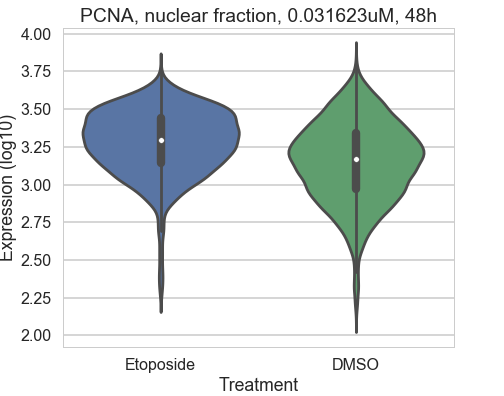 PCNA, nuclear fraction, 0.031623uM, 48h
4.00
3.75
3.50
3.25
3.00
2.75
2.50
2.25
2.00
Expression (log10)
Etoposide
DMSO
Treatment